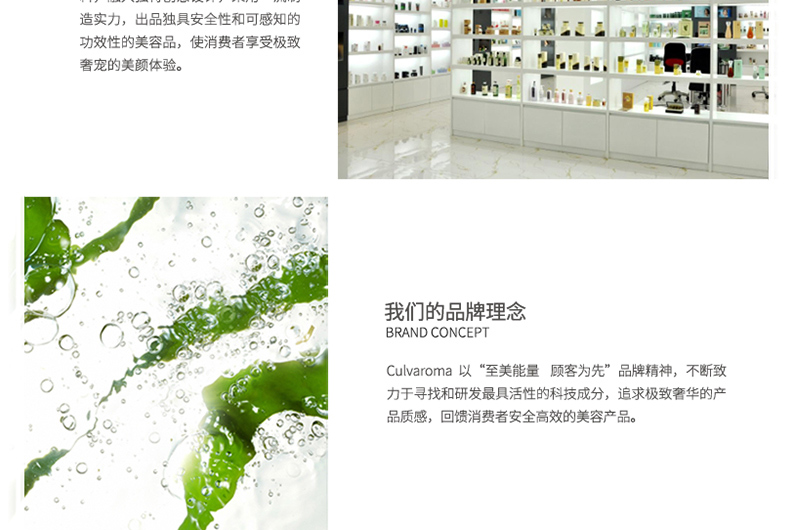 造实力，出品独具安全性和可感知的
功效性的美容品，使消费者享受极致
奢宠的美颜体验。
我们的品牌理念
BRAND CONCEPT
Culvaroma 以“至美能量 顾客为先”品牌精神，不断致
力于寻找和研发最具活性的科技成分，追求极致奢华的产
品质感，回馈消费者安全高效的美容产品。